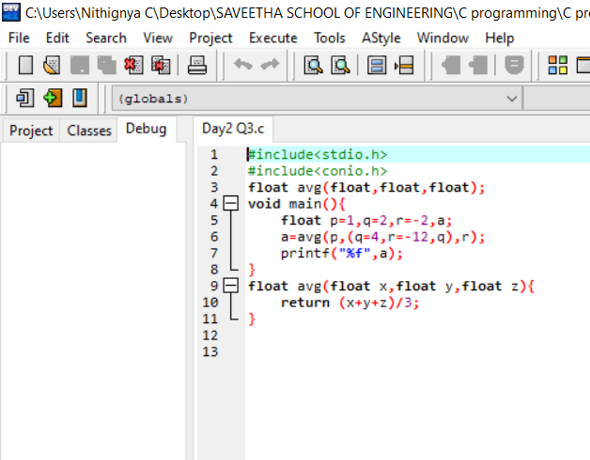 C:\Users\Nithignya C\Desktop\SAVEETHA SCHOOL OF ENGINEERING\C programming\C
File Edit Search View Project Execute Tools AStyle Window Help
(globals)
Project Classes Debug
Day2 Q3.c
1 #include<stdio.h>
2 #include<conio.h>
3 float avg(float,float,float);
4 void main(){
5 float p=1,q=2,r=-2,a;
6 a=avg(p,(q=4,r=-12,q),r);
7 printf("%f",a);
8 }
9 float avg(float x,float y,float z){
10 return (x+y+z)/3;
11 }
12
13